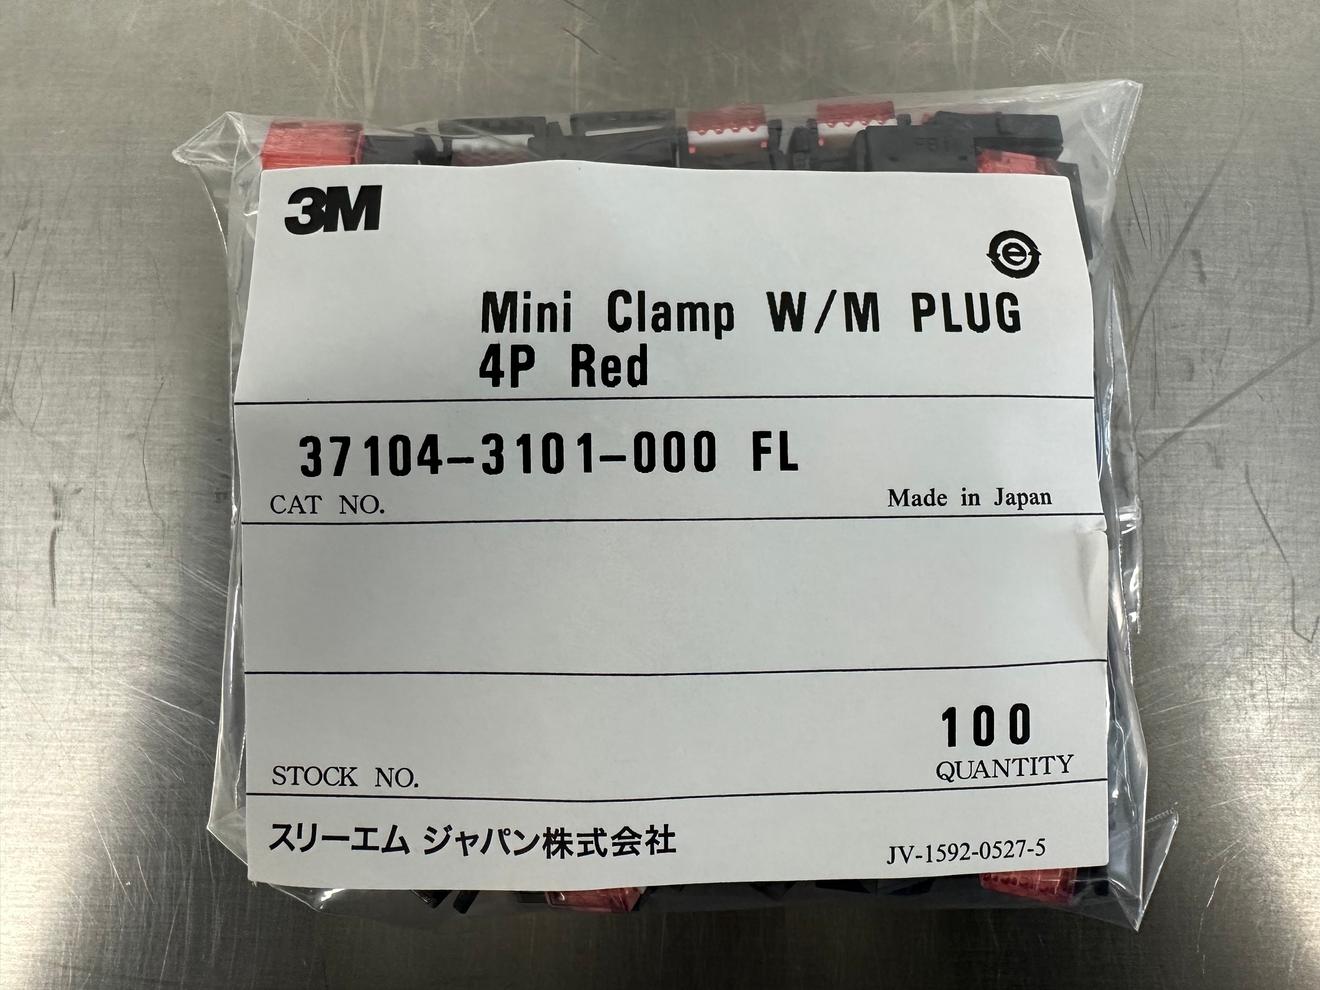 3M
e
Mini Clamp W/M PLUG
4P Red
37104-3101-000 FL
CAT NO.
Made in Japan
100
STOCK NO.
QUANTITY
スリーエム ジャパン株式会社
JV-1592-0527-5